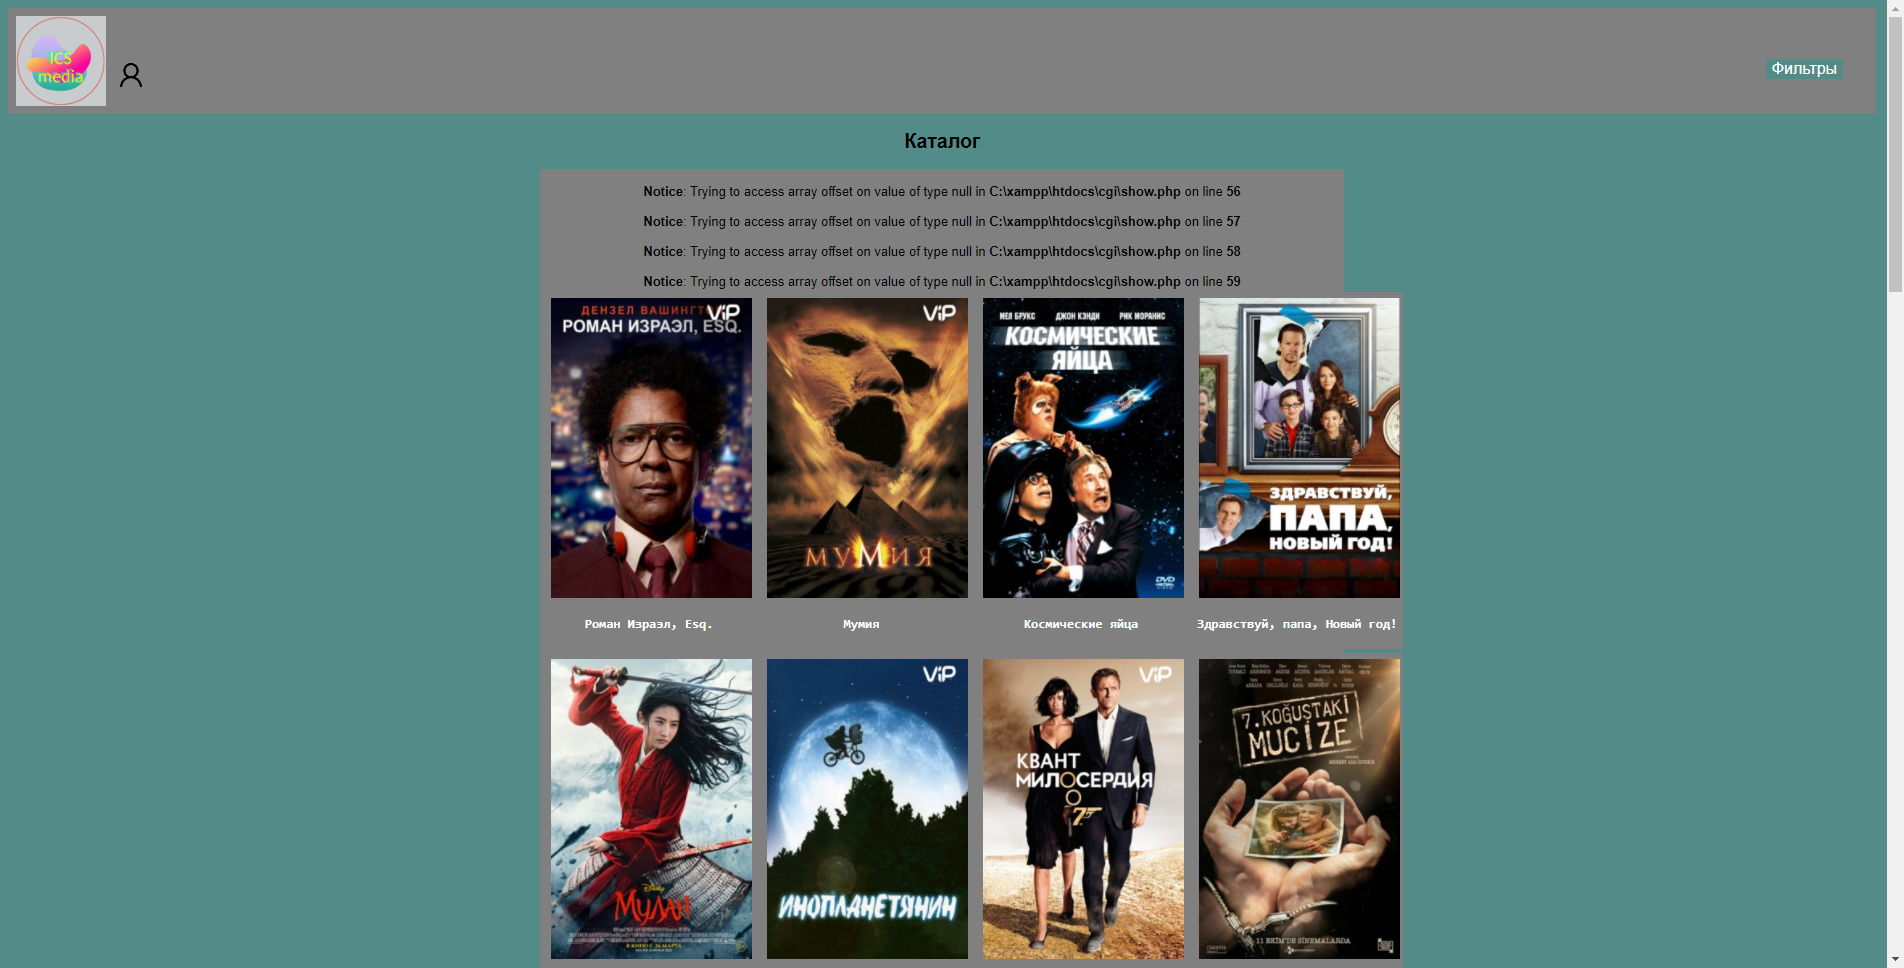 ICS
media
Фильтры
Каталог
Notice: Trying to access array offset on value of type null in C:\xampp\htdocs\cgi\show.php on line 56
Notice: Trying to access array offset on value of type null in C:\xampp\htdocs\cgi\show.php on line 57
Notice: Trying to access array offset on value of type null in C:\xampp\htdocs\cgi\show.php on line 58
Notice: Trying to access array offset on value of type null in C:\xampp\htdocs\cgi\show.php on line 59
ДЕНЗЕЛ ВАШИНГТ
ViP
РОМАН ИЗРАЭЛ, ESQ.
ViP
МУМИЯ
МЕЛ БРУКС ДЖОН КЭНДИ РИК МОРАНИС
КОСМИЧЕСКИЕ
ЯЙЦА
DVD
ЗДРАВСТВУЙ,
ПАПА,
НОВЫЙ ГОД!
Роман Израэл, Esq.
Мумия
Космические яйца
Здравствуй, папа, Новый год!
Disney
МУЛАН
В КИНО С 26 МАРТА
ViP
ИНОПЛАНЕТЯНИН
ViP
КВАНТ
МИЛОСЕРДИЯ
007
7. KOĞUŞTAKİ
MUCİZE
11 EKİM'DE SİNEMALARDA